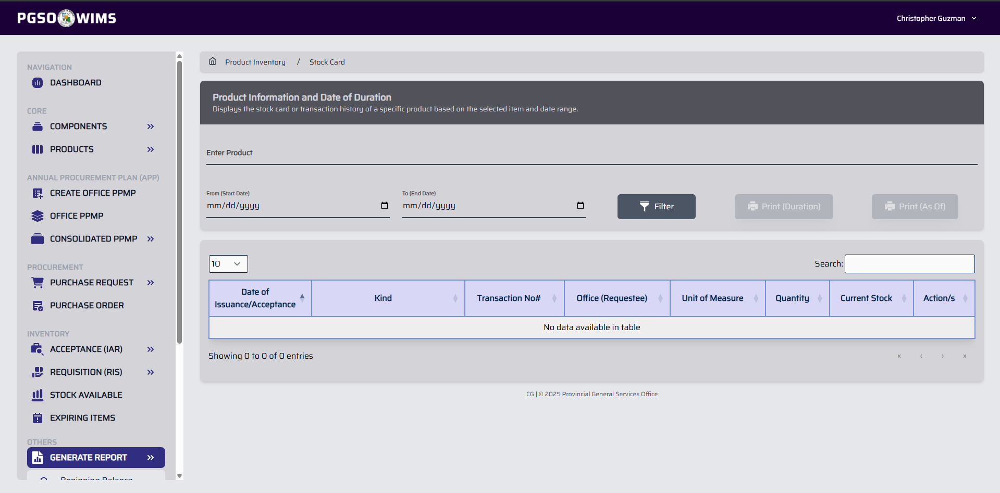 PGSO WIMS
Christopher Guzman
NAVIGATION
DASHBOARD
CORE
COMPONENTS
PRODUCTS
ANNUAL PROCUREMENT PLAN (APP)
CREATE OFFICE PPMP
OFFICE PPMP
CONSOLIDATED PPMP
PROCUREMENT
PURCHASE REQUEST
PURCHASE ORDER
INVENTORY
ACCEPTANCE (IAR)
REQUISITION (RIS)
STOCK AVAILABLE
EXPIRING ITEMS
OTHERS
GENERATE REPORT
Beginning Balance
Product Inventory / Stock Card
Product Information and Date of Duration
Displays the stock card or transaction history of a specific product based on the selected item and date range.
Enter Product
From (Start Date)
mm/dd/yyyy
To (End Date)
mm/dd/yyyy
Filter
Print (Duration)
Print (As Of)
10
Search:
Date of
Issuance/Acceptance
Kind
Transaction No#
Office (Requestee)
Unit of Measure
Quantity
Current Stock
Action/s
No data available in table
Showing 0 to 0 of 0 entries
« ‹ › »
CG | © 2025 Provincial General Services Office